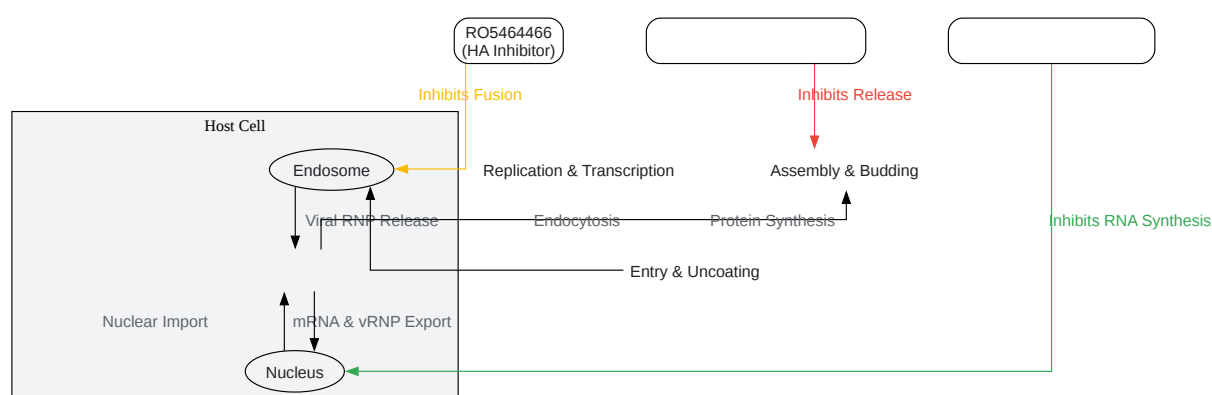 RO5464466
(HA Inhibitor)
Inhibits Fusion
Inhibits Release
Host Cell
Endosome
Replication & Transcription
Assembly & Budding
Viral RNP Release
Endocytosis
Protein Synthesis
Inhibits RNA Synthesis
Entry & Uncoating
Nuclear Import
mRNA & vRNP Export
Nucleus